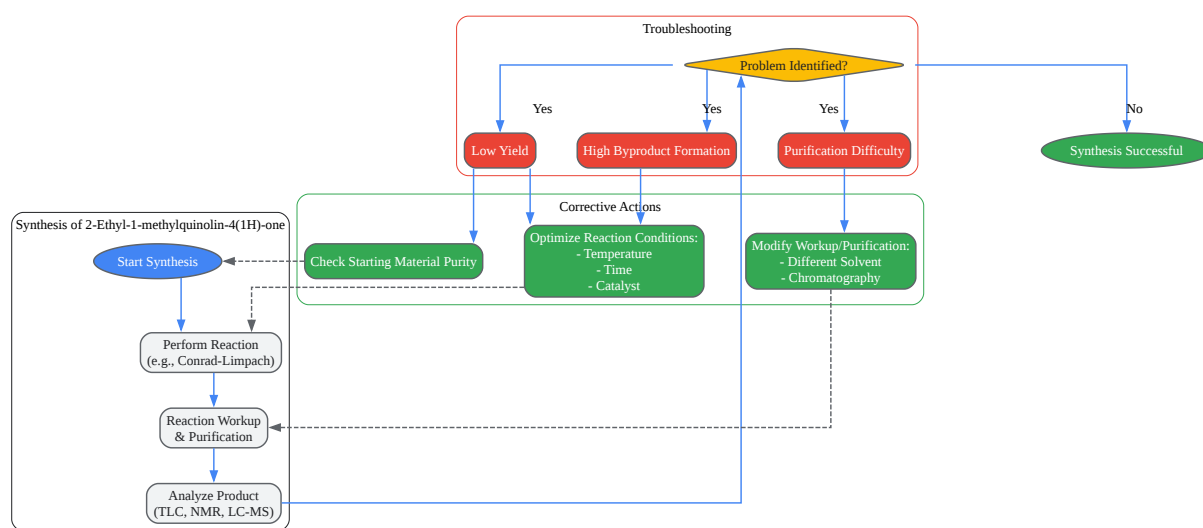 Troubleshooting
Problem Identified?
Yes
Yes
Yes
No
Low Yield
High Byproduct Formation
Purification Difficulty
Synthesis Successful
Corrective Actions
Synthesis of 2-Ethyl-1-methylquinolin-4(1H)-one
Start Synthesis
Check Starting Material Purity
Optimize Reaction Conditions:
- Temperature
- Time
- Catalyst
Modify Workup/Purification:
- Different Solvent
- Chromatography
Perform Reaction
(e.g., Conrad-Limpach)
Reaction Workup
& Purification
Analyze Product
(TLC, NMR, LC-MS)